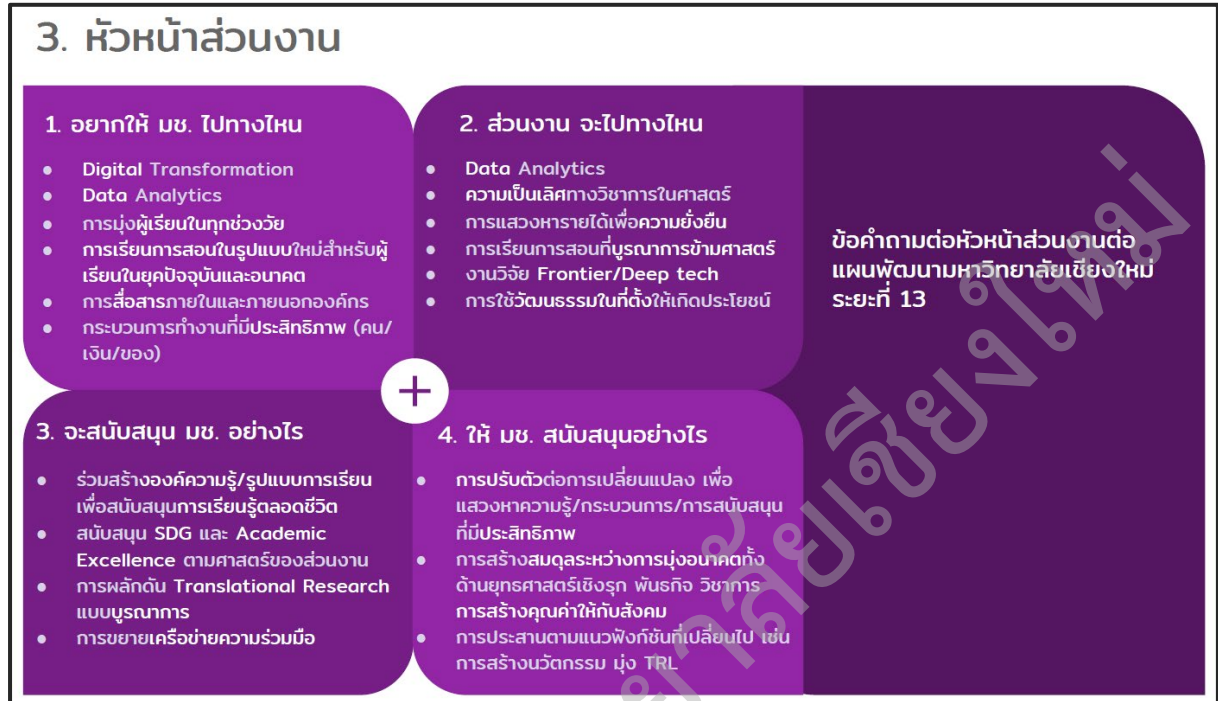 3. หัวหน้าส่วนงาน
1. อยากให้ มช. ไปทางไหน
● Digital Transformation
● Data Analytics
● การมุ่งผู้เรียนในทุกช่วงวัย
● การเรียนการสอนในรูปแบบใหม่สำหรับผู้
เรียนในยุคปัจจุบันและอนาคต
● การสื่อสารภายในและภายนอกองค์กร
● กระบวนการทำงานที่มีประสิทธิภาพ (คน/
เงิน/ของ)
2. ส่วนงาน จะไปทางไหน
● Data Analytics
● ความเป็นเลิศทางวิชาการในศาสตร์
● การแสวงหารายได้เพื่อความยั่งยืน
● การเรียนการสอนที่บูรณาการข้ามศาสตร์
● งานวิจัย Frontier/Deep tech
● การใช้วัฒนธรรมในที่ตั้งให้เกิดประโยชน์
ข้อคำถามต่อหัวหน้าส่วนงานต่อ
แผนพัฒนามหาวิทยาลัยเชียงใหม่
ระยะที่ 13
+
3. จะสนับสนุน มช. อย่างไร
● ร่วมสร้างองค์ความรู้/รูปแบบการเรียน
เพื่อสนับสนุนการเรียนรู้ตลอดชีวิต
● สนับสนุน SDG และ Academic
Excellence ตามศาสตร์ของส่วนงาน
● การผลักดัน Translational Research
แบบบูรณาการ
● การขยายเครือข่ายความร่วมมือ
4. ให้ มช. สนับสนุนอย่างไร
● การปรับตัวต่อการเปลี่ยนแปลง เพื่อ
แสวงหาความรู้/กระบวนการ/การสนับสนุน
ที่มีประสิทธิภาพ
● การสร้างสมดุลระหว่างการมุ่งอนาคตทั้ง
ด้านยุทธศาสตร์เชิงรุก พันธกิจ วิชาการ
การสร้างคุณค่าให้กับสังคม
● การประสานตามแนวฟังก์ชันที่เปลี่ยนไป เช่น
การสร้างนวัตกรรม มุ่ง TRL
ยาลัยเชียงใหม่